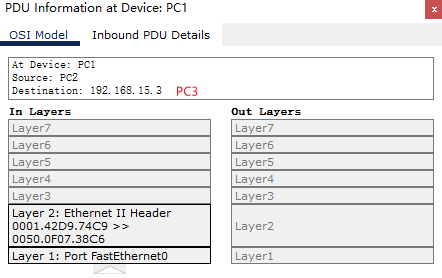 PDU Information at Device: PC1
x
OSI Model Inbound PDU Details
At Device: PC1
Source: PC2
Destination: 192.168.15.3 PC3
In Layers Out Layers
Layer7 Layer7
Layer6 Layer6
Layer5 Layer5
Layer4 Layer4
Layer3 Layer3
Layer 2: Ethernet II Header
0001.42D9.74C9 >>
0050.0F07.38C6
Layer2
Layer 1: Port FastEthernet0 Layer1